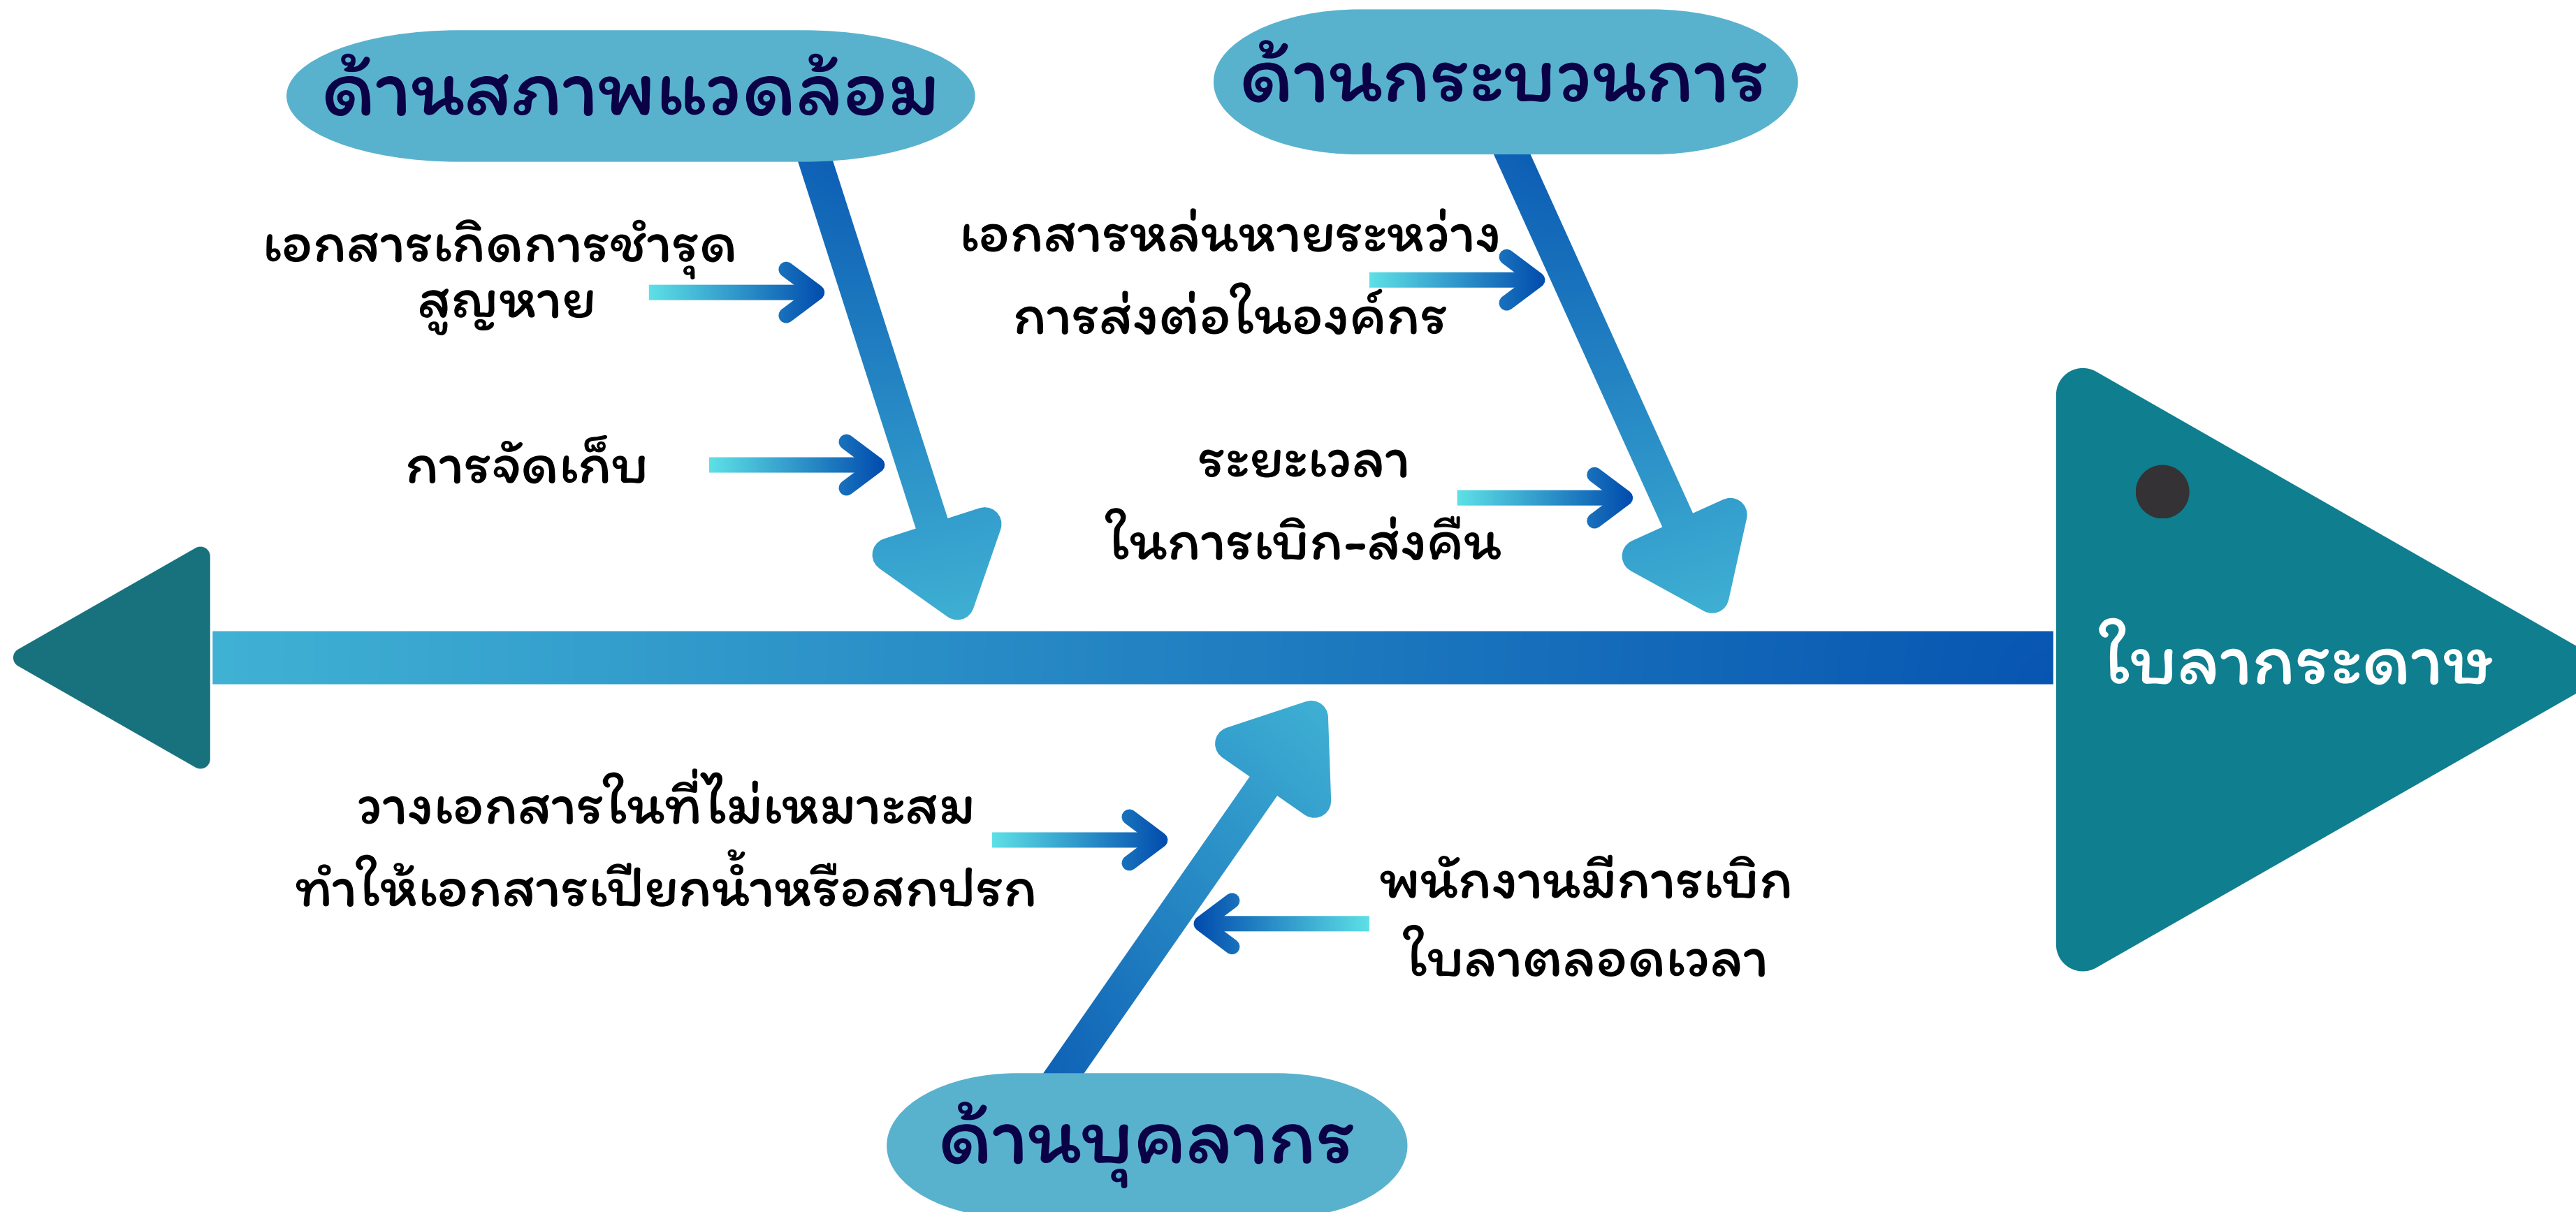 ด้านสภาพแวดล้อม
ด้านกระบวนการ
เอกสารเกิดการชำรุด
สูญหาย
เอกสารหล่นหายระหว่าง
การส่งต่อในองค์กร
การจัดเก็บ
ระยะเวลา
ในการเบิก-ส่งคืน
ใบลากระดาษ
วางเอกสารในที่ไม่เหมาะสม
ทำให้เอกสารเปียกน้ำหรือสกปรก
พนักงานมีการเบิก
ใบลาตลอดเวลา
ด้านบุคลากร